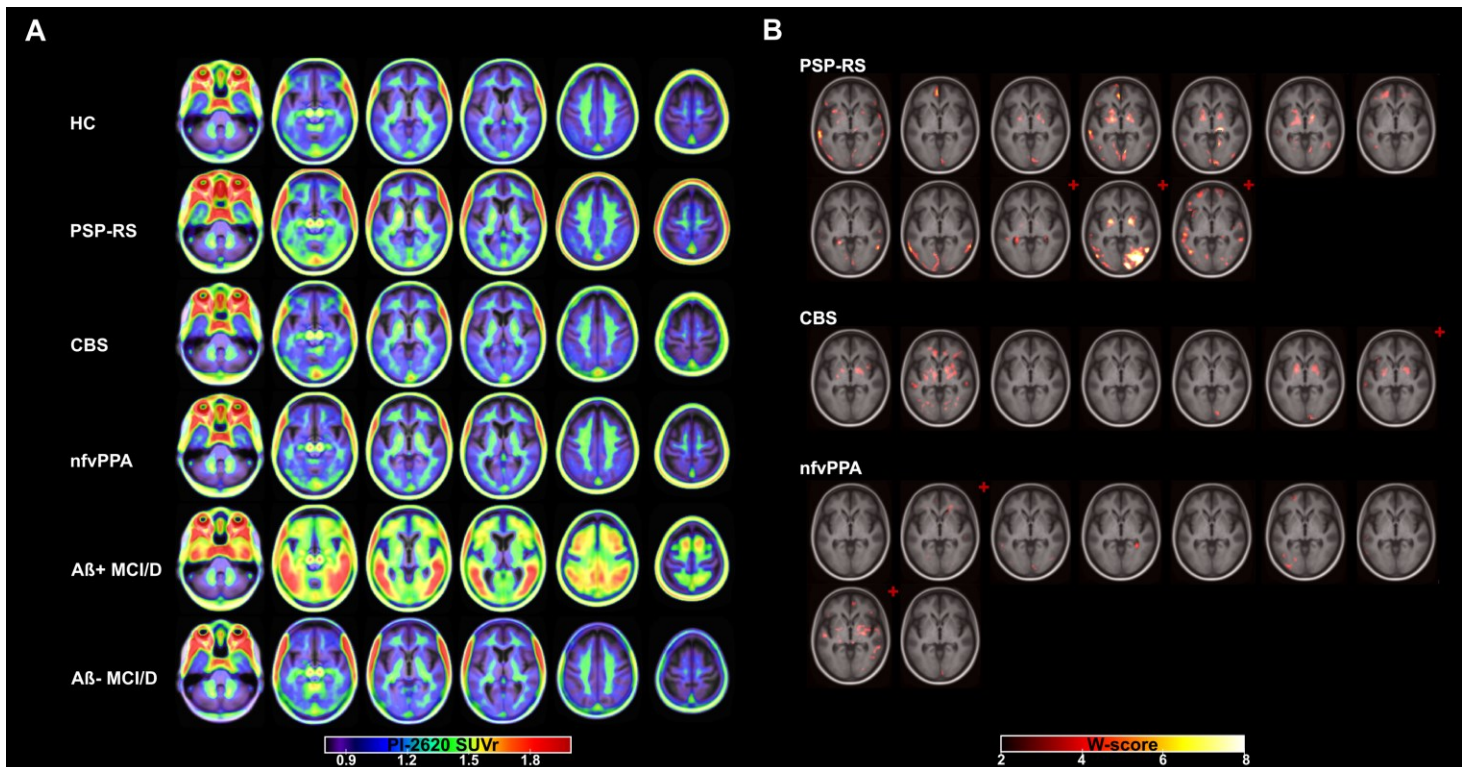 A
HC
PSP-RS
CBS
nfvPPA
Aß+ MCI/D
Aß- MCI/D
PI-2620 SUVr
0.9 1.2 1.5 1.8
B
PSP-RS
+ + +
CBS
+
nfvPPA
+
+
W-score
2 4 6 8